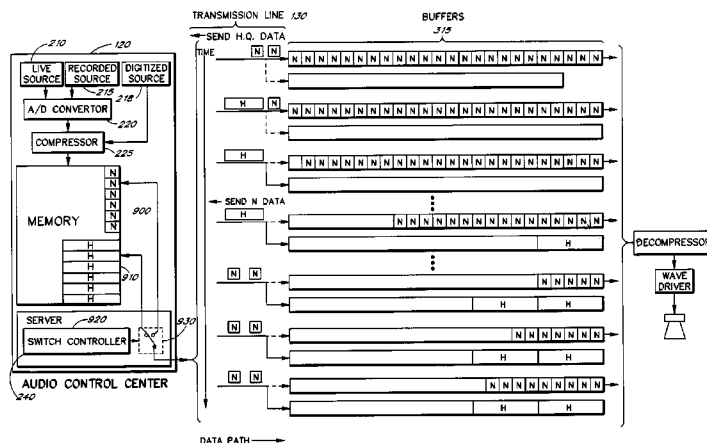 TRANSMISSION LINE 130
BUFFERS
315
SEND H.Q. DATA
TIME
210
120
LIVE SOURCE
RECORDED SOURCE
DIGITIZED SOURCE
215
218
A/D CONVERTOR
220
COMPRESSOR
225
MEMORY
N
N
N
N
N
900
H
H
H
H
H
H
910
SERVER
920
930
SWITCH CONTROLLER
240
AUDIO CONTROL CENTER
N N
N N N N N N N N N N N N N N N N N N N N N N N N
H N
N N N N N N N N N N N N N N N N N N N N N N N N
H
N N N N N N N N N N N N N N N N N N N N N N N
SEND N DATA
H
N N N N N N N N N N N N N N N N
H
N N
N N N N N
H H
N N
N N N N N N N
H H
N N
N N N N N N N N N
H H
DATA PATH
DECOMPRESSOR
WAVE DRIVER